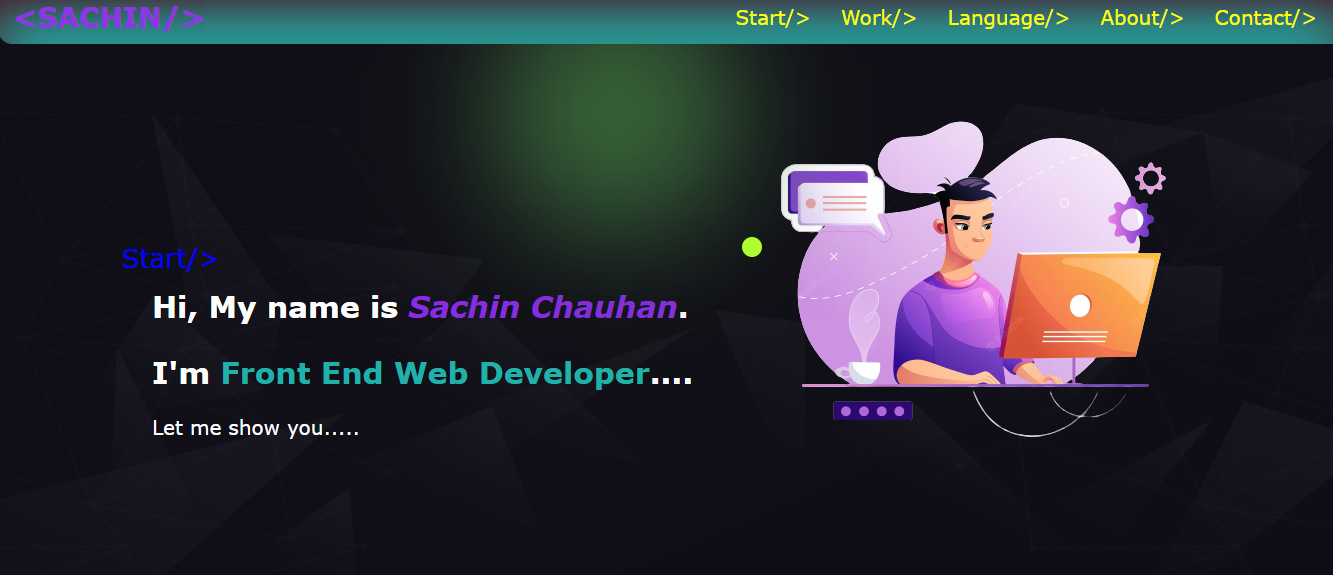 <SACHIN/>
Start/> Work/> Language/> About/> Contact/>
Start/>
Hi, My name is Sachin Chauhan.
I'm Front End Web Developer....
Let me show you.....